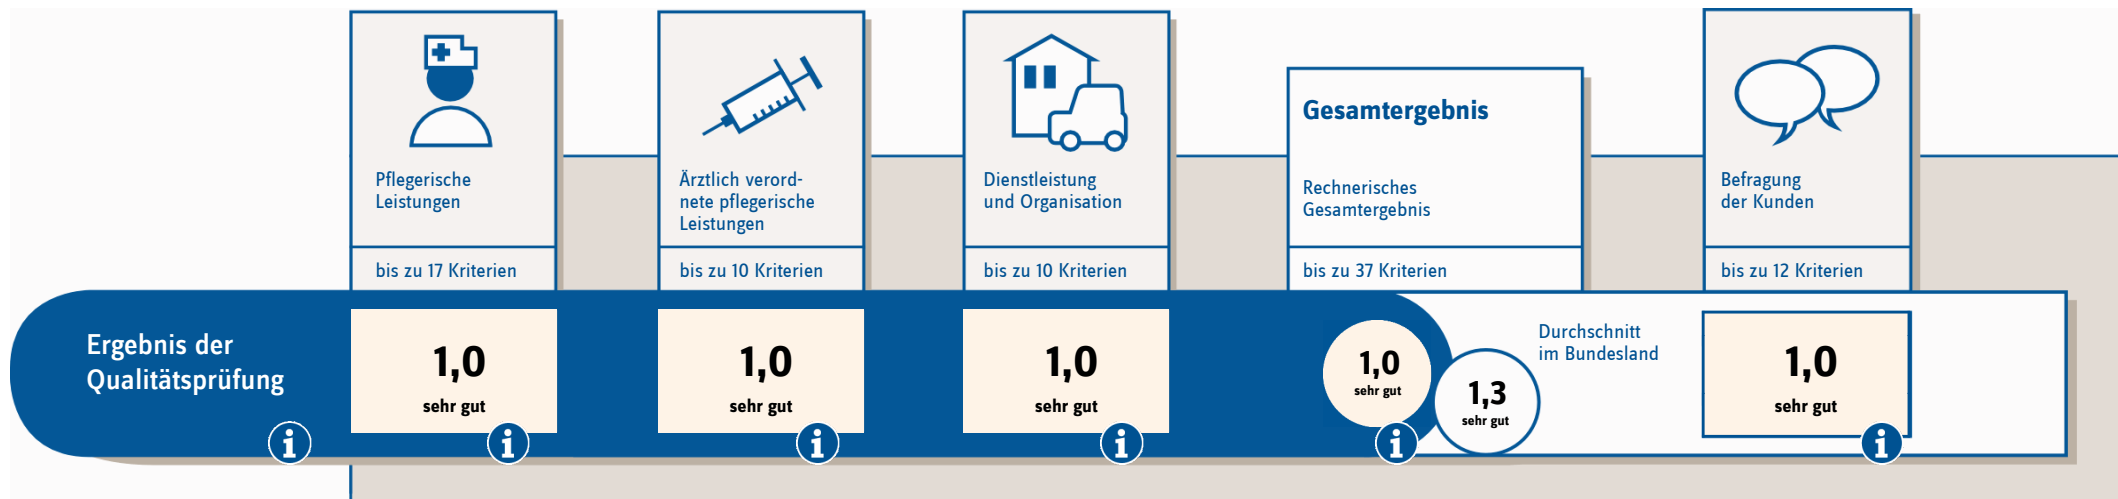 Pflegerische
Leistungen
bis zu 17 Kriterien
Ärztlich verord-
nete pflegerische
Leistungen
bis zu 10 Kriterien
Dienstleistung
und Organisation
bis zu 10 Kriterien
Gesamtergebnis
Rechnerisches
Gesamtergebnis
bis zu 37 Kriterien
Befragung
der Kunden
bis zu 12 Kriterien
Ergebnis der
Qualitätsprüfung
i
1,0
sehr gut
i
1,0
sehr gut
i
1,0
sehr gut
i
1,0
sehr gut
i
1,3
sehr gut
Durchschnitt
im Bundesland
1,0
sehr gut
i